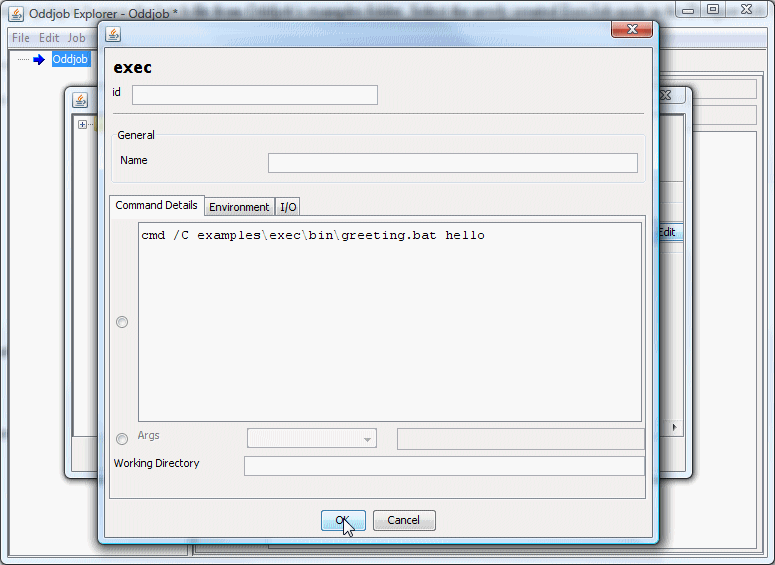 Oddjob Explorer - Oddjob *
File Edit Job
Oddjob
exec
id
General
Name
Command Details Environment I/O
cmd /C examples\exec\bin\greeting.bat hello
Edit
Args
Working Directory
OK Cancel